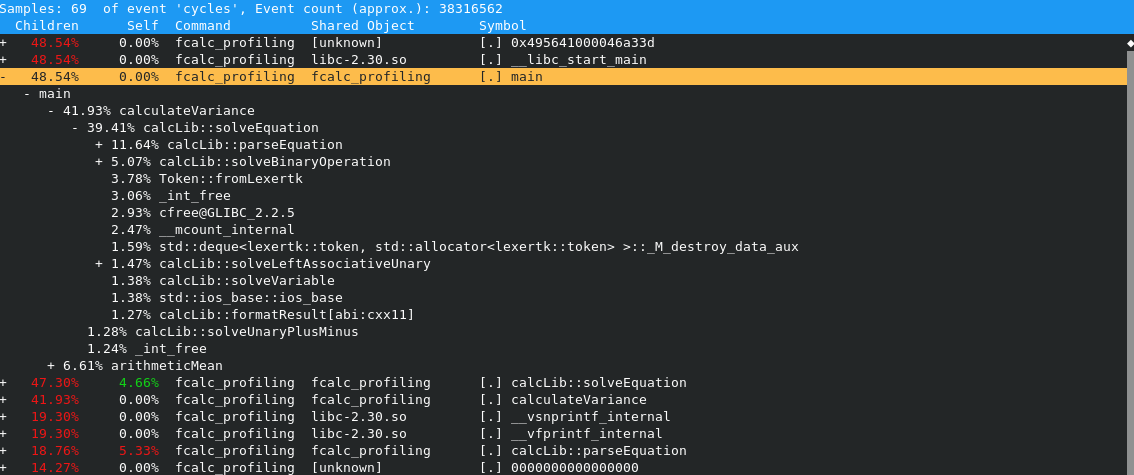 Samples: 69  of event 'cycles', Event count (approx.): 38316562
  Children      Self  Command         Shared Object        Symbol
+   48.54%     0.00%  fcalc_profiling  [unknown]            [.] 0x495641000046a33d
+   48.54%     0.00%  fcalc_profiling  libc-2.30.so         [.] __libc_start_main
-   48.54%     0.00%  fcalc_profiling  fcalc_profiling      [.] main
   - main
      - 41.93% calculateVariance
         - 39.41% calcLib::solveEquation
            + 11.64% calcLib::parseEquation
            + 5.07% calcLib::solveBinaryOperation
              3.78% Token::fromLexertk
              3.06% _int_free
              2.93% cfree@GLIBC_2.2.5
              2.47% __mcount_internal
              1.59% std::deque<lexertk::token, std::allocator<lexertk::token> >::_M_destroy_data_aux
            + 1.47% calcLib::solveLeftAssociativeUnary
              1.38% calcLib::solveVariable
              1.38% std::ios_base::ios_base
              1.27% calcLib::formatResult[abi:cxx11]
           1.28% calcLib::solveUnaryPlusMinus
           1.24% _int_free
      + 6.61% arithmeticMean
+   47.30%     4.66%  fcalc_profiling  fcalc_profiling      [.] calcLib::solveEquation
+   41.93%     0.00%  fcalc_profiling  fcalc_profiling      [.] calculateVariance
+   19.30%     0.00%  fcalc_profiling  libc-2.30.so         [.] __vsnprintf_internal
+   19.30%     0.00%  fcalc_profiling  libc-2.30.so         [.] __vfprintf_internal
+   18.76%     5.33%  fcalc_profiling  fcalc_profiling      [.] calcLib::parseEquation
+   14.27%     0.00%  fcalc_profiling  [unknown]            [.] 0000000000000000